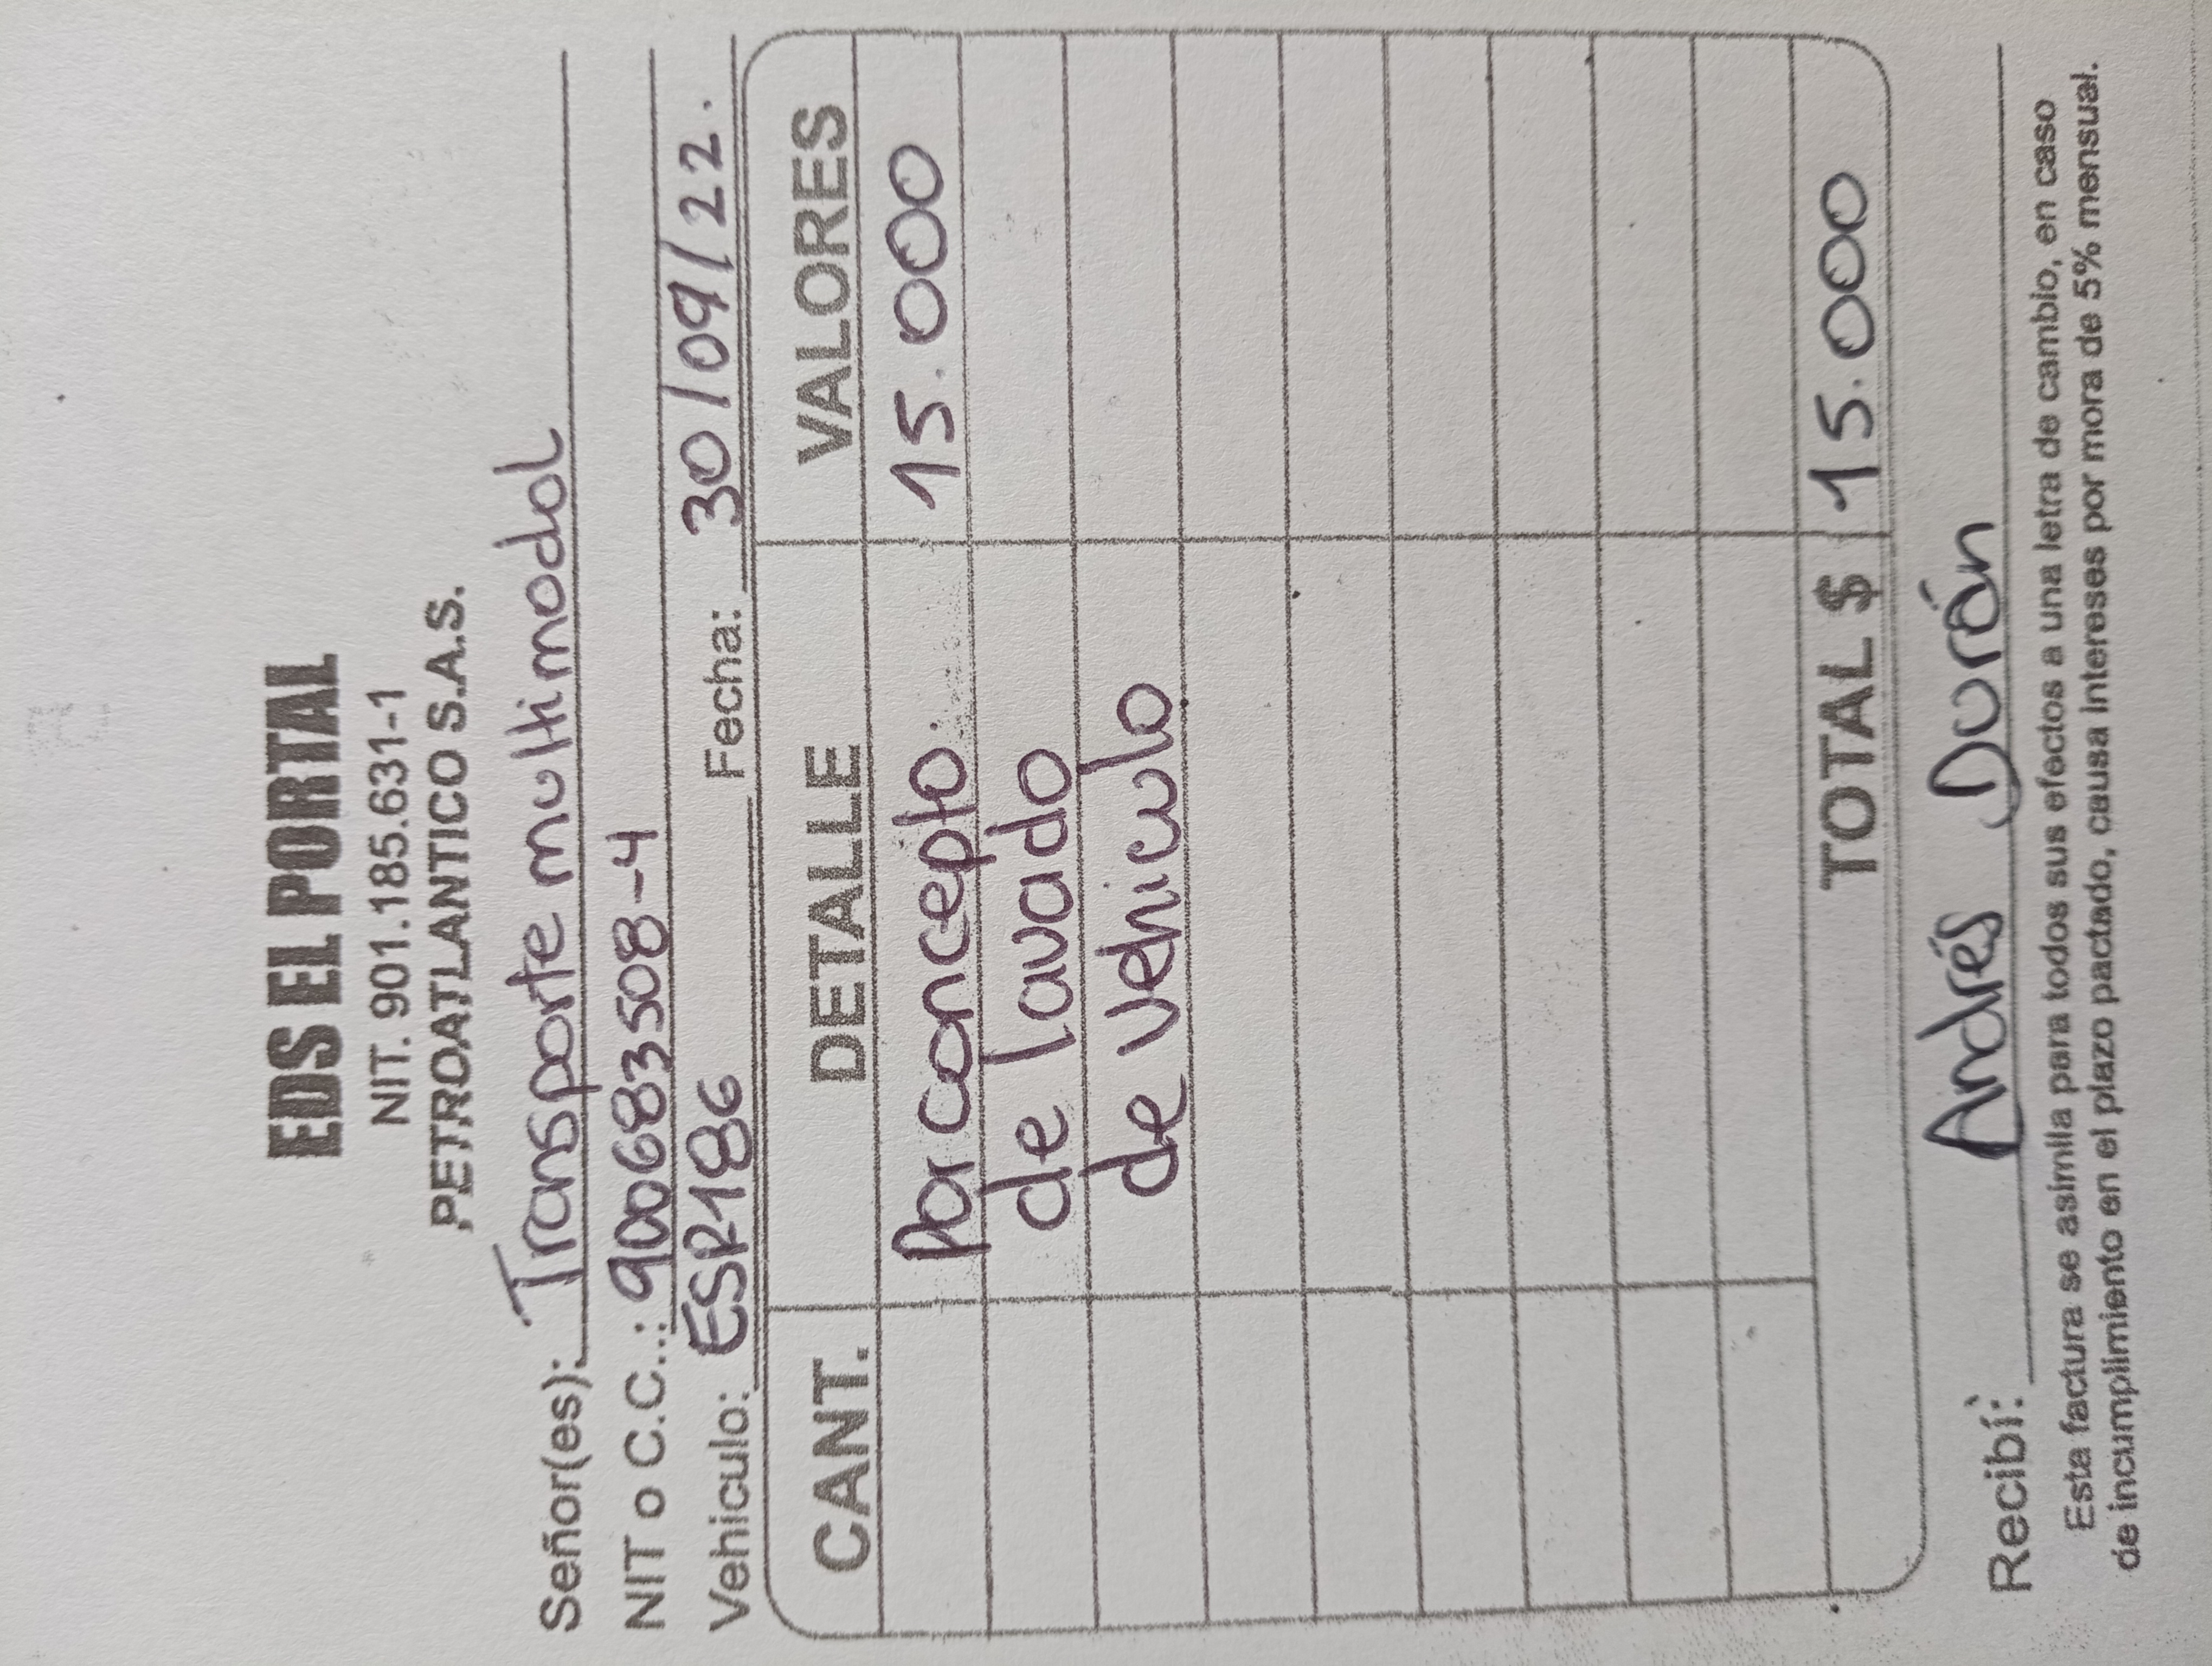 EDS EL PORTAL
NIT. 901.185.631-1
PETROATLANTICO S.A.S.
Señor(es): Transporte multimodal
NIT o C.C..: 900683508-4
Vehiculo: ESR186 Fecha: 30/09/22.
CANT. DETALLE VALORES
Por concepto. 15.000
de lavado
de vehiculo
TOTAL $ 15.000
Recibí: Andrés Durán
Esta factura se asimila para todos sus efectos a una letra de cambio, en caso
de incumplimiento en el plazo pactado, causa intereses por mora de 5% mensual.